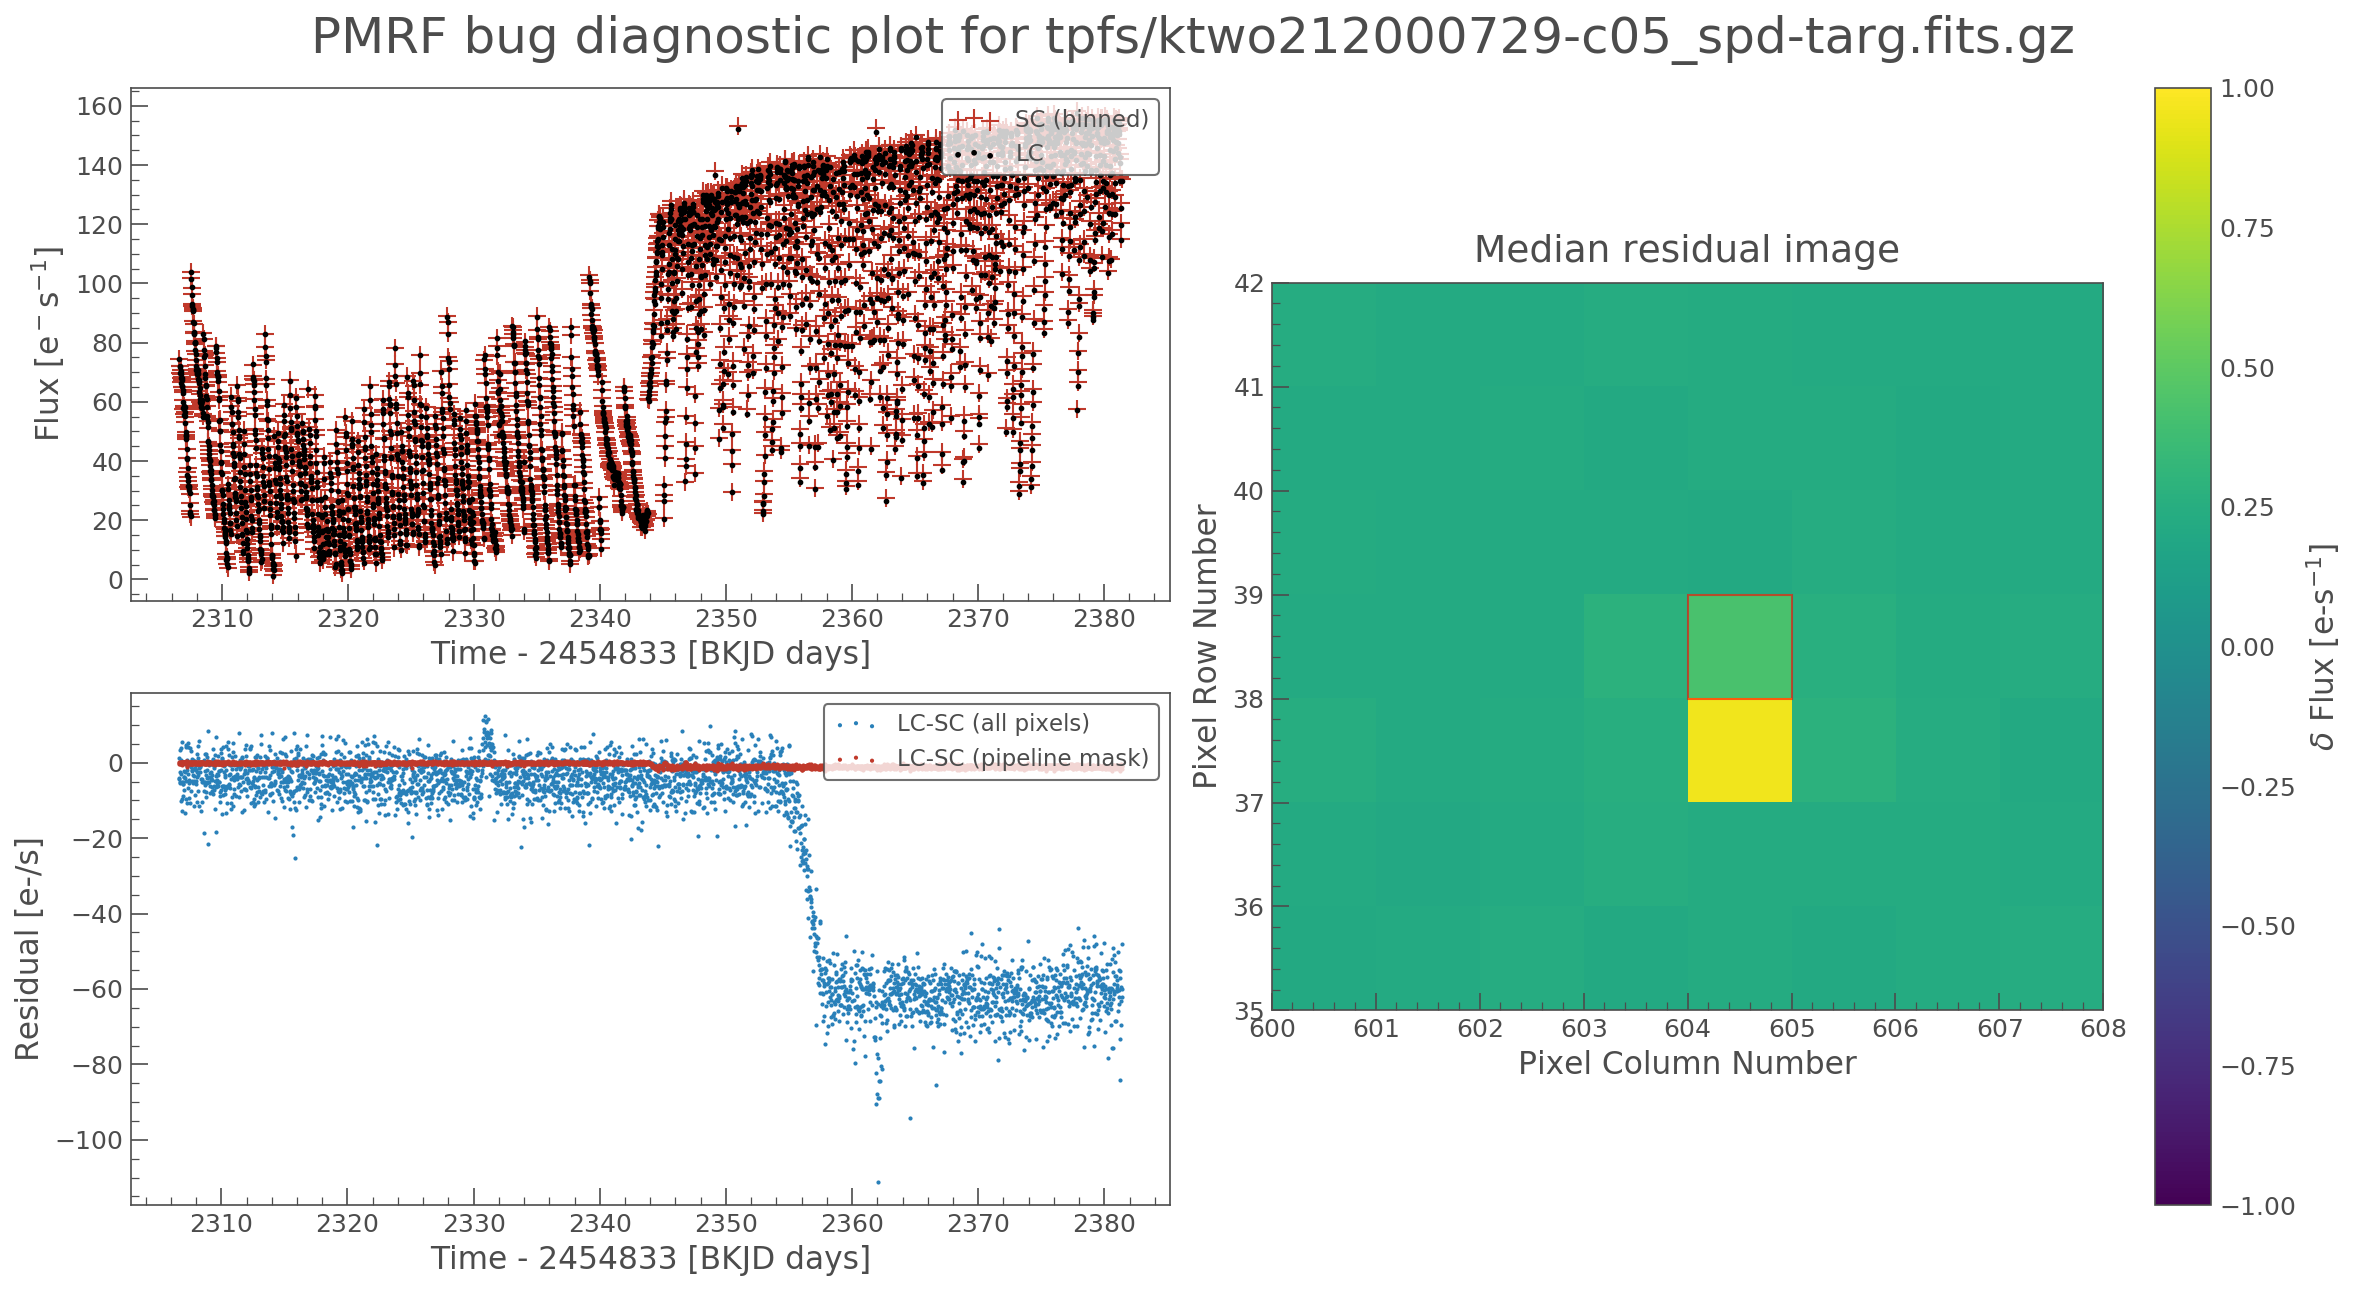 PMRF bug diagnostic plot for tpfs/ktwo212000729-c05_spd-targ.fits.gz
Flux [e⁻ s⁻¹]
160
140
120
100
80
60
40
20
0
SC (binned)
LC
2310 2320 2330 2340 2350 2360 2370 2380
Time - 2454833 [BKJD days]
Residual [e-/s]
0
−20
−40
−60
−80
−100
LC-SC (all pixels)
LC-SC (pipeline mask)
2310 2320 2330 2340 2350 2360 2370 2380
Time - 2454833 [BKJD days]
Median residual image
Pixel Row Number
42
41
40
39
38
37
36
35
600 601 602 603 604 605 606 607 608
Pixel Column Number
1.00
0.75
0.50
0.25
0.00
−0.25
−0.50
−0.75
−1.00
δ Flux [e-s⁻¹]